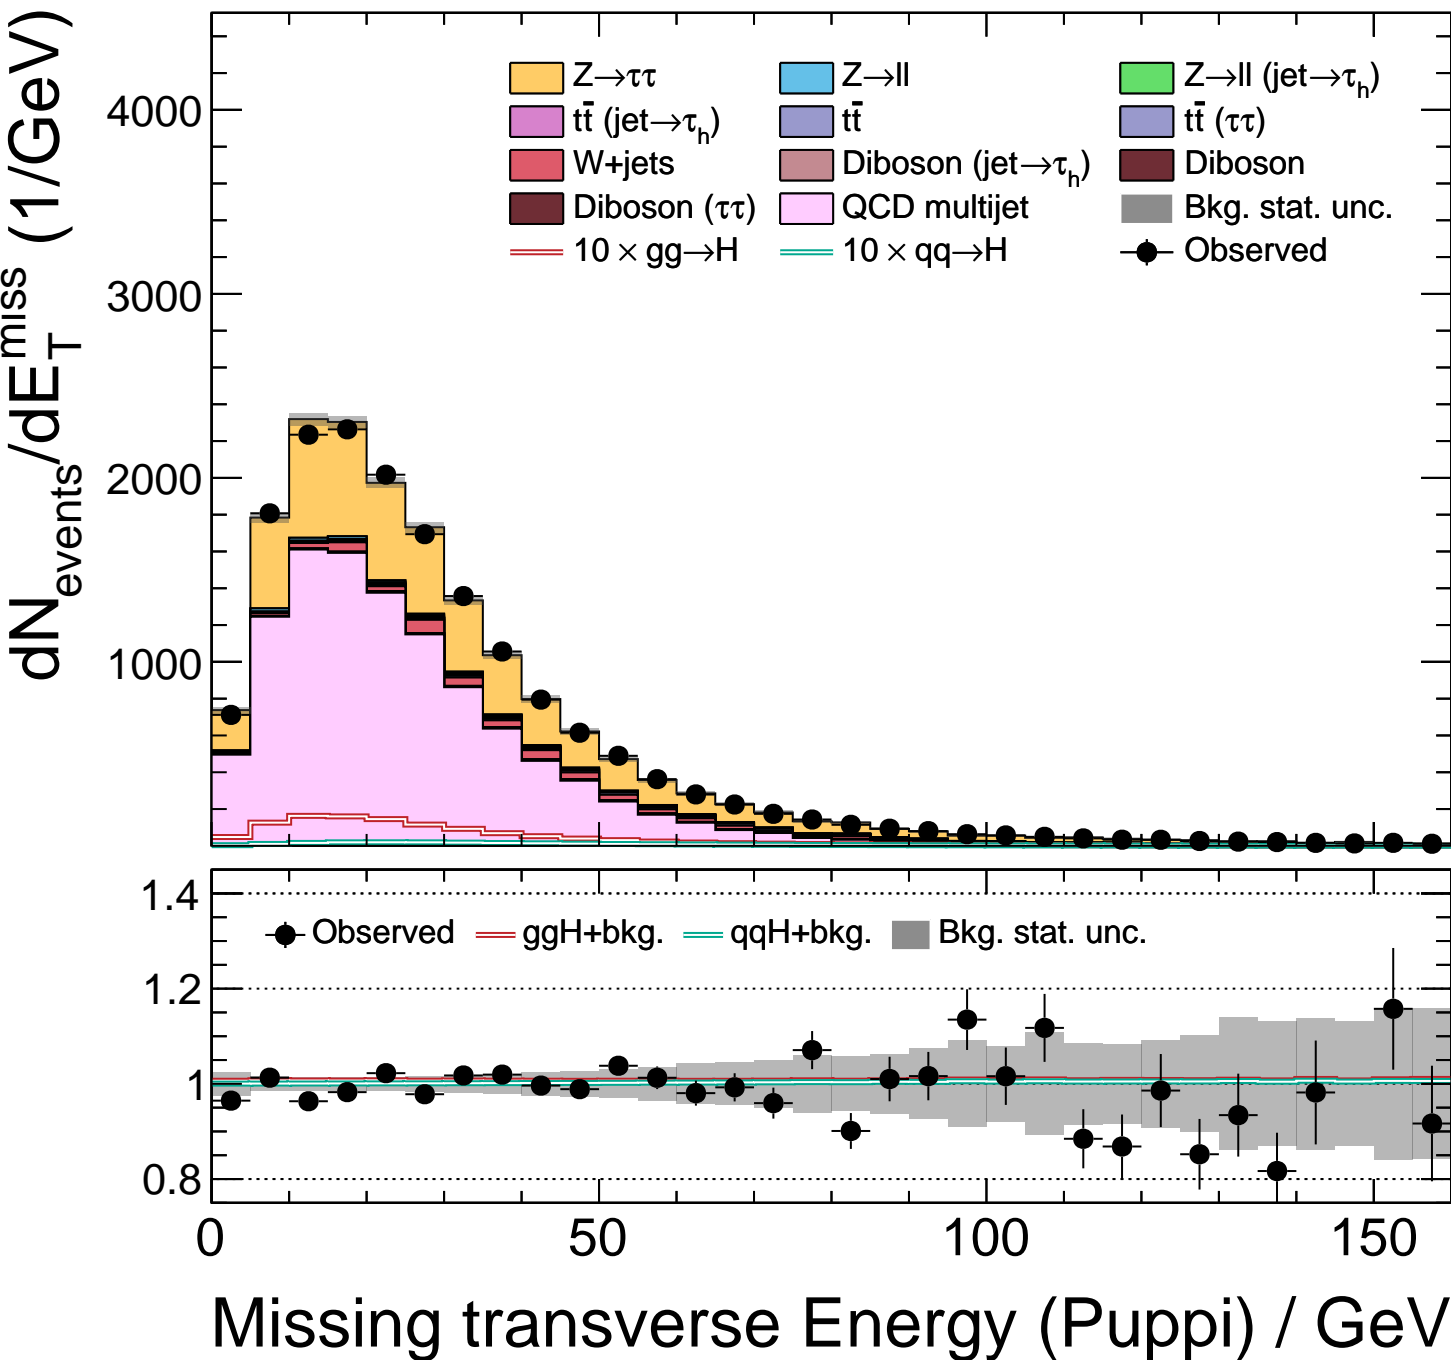 dN_events/dE_T^miss (1/GeV)
4000
3000
2000
1000
Z→ττ Z→ll Z→ll (jet→τ_h)
tt̄ (jet→τ_h) tt̄ tt̄ (ττ)
W+jets Diboson (jet→τ_h) Diboson
Diboson (ττ) QCD multijet Bkg. stat. unc.
10 × gg→H 10 × qq→H Observed
1.4
1.2
1
0.8
Observed ggH+bkg. qqH+bkg. Bkg. stat. unc.
0 50 100 150
Missing transverse Energy (Puppi) / GeV